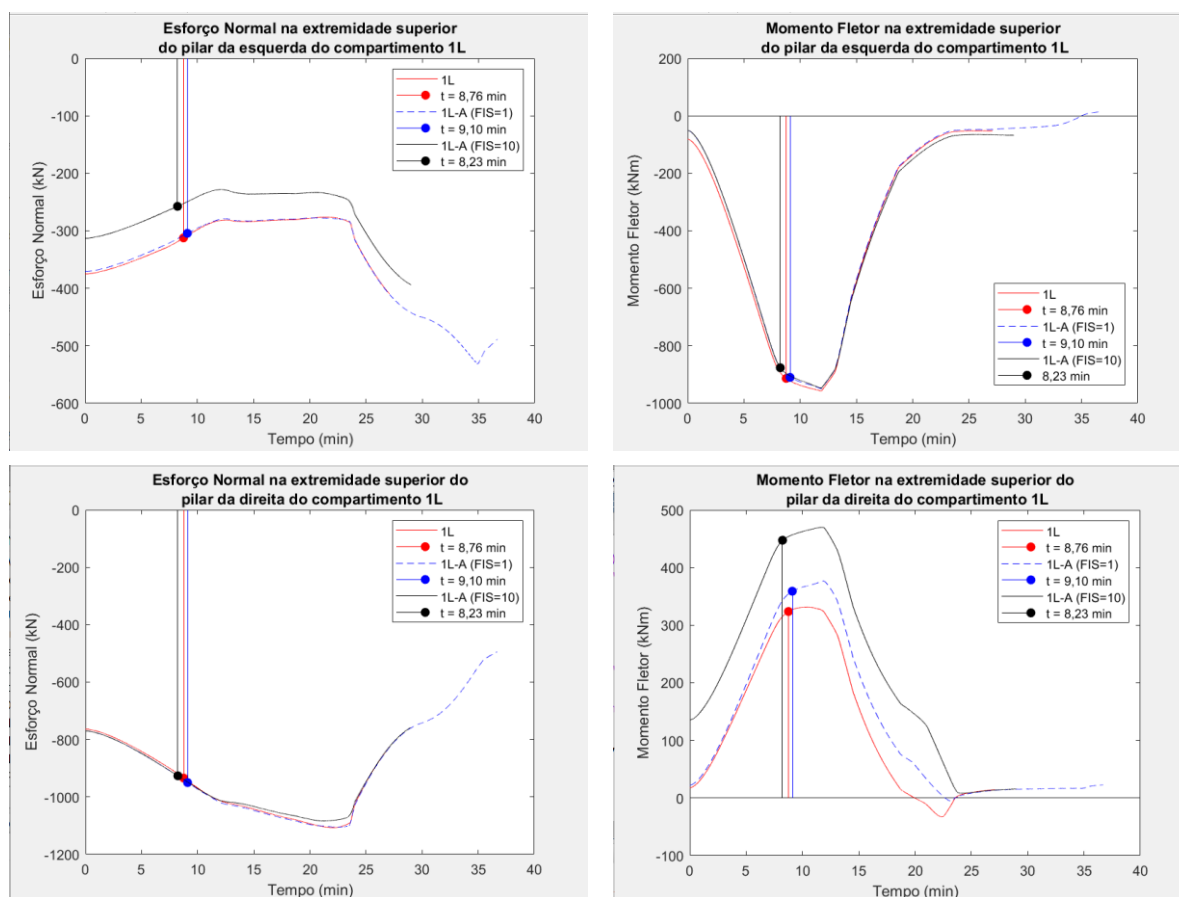 Esforço Normal na extremidade superior
do pilar da esquerda do compartimento 1L
Esforço Normal (kN)
0
-100
-200
-300
-400
-500
-600
1L
t = 8,76 min
1L-A (FIS=1)
t = 9,10 min
1L-A (FIS=10)
t = 8,23 min
0 5 10 15 20 25 30 35 40
Tempo (min)
Momento Fletor na extremidade superior
do pilar da esquerda do compartimento 1L
Momento Fletor (kNm)
200
0
-200
-400
-600
-800
-1000
1L
t = 8,76 min
1L-A (FIS=1)
t = 9,10 min
1L-A (FIS=10)
8,23 min
0 5 10 15 20 25 30 35 40
Tempo (min)
Esforço Normal na extremidade superior do
pilar da direita do compartimento 1L
Esforço Normal (kN)
0
-200
-400
-600
-800
-1000
-1200
1L
t = 8,76 min
1L-A (FIS=1)
t = 9,10 min
1L-A (FIS=10)
t = 8,23 min
0 5 10 15 20 25 30 35 40
Tempo (min)
Momento Fletor na extremidade superior do
pilar da direita do compartimento 1L
Momento Fletor (kNm)
500
400
300
200
100
0
-100
1L
t = 8,76 min
1L-A (FIS=1)
t = 9,10 min
1L-A (FIS=10)
t = 8,23 min
0 5 10 15 20 25 30 35 40
Tempo (min)